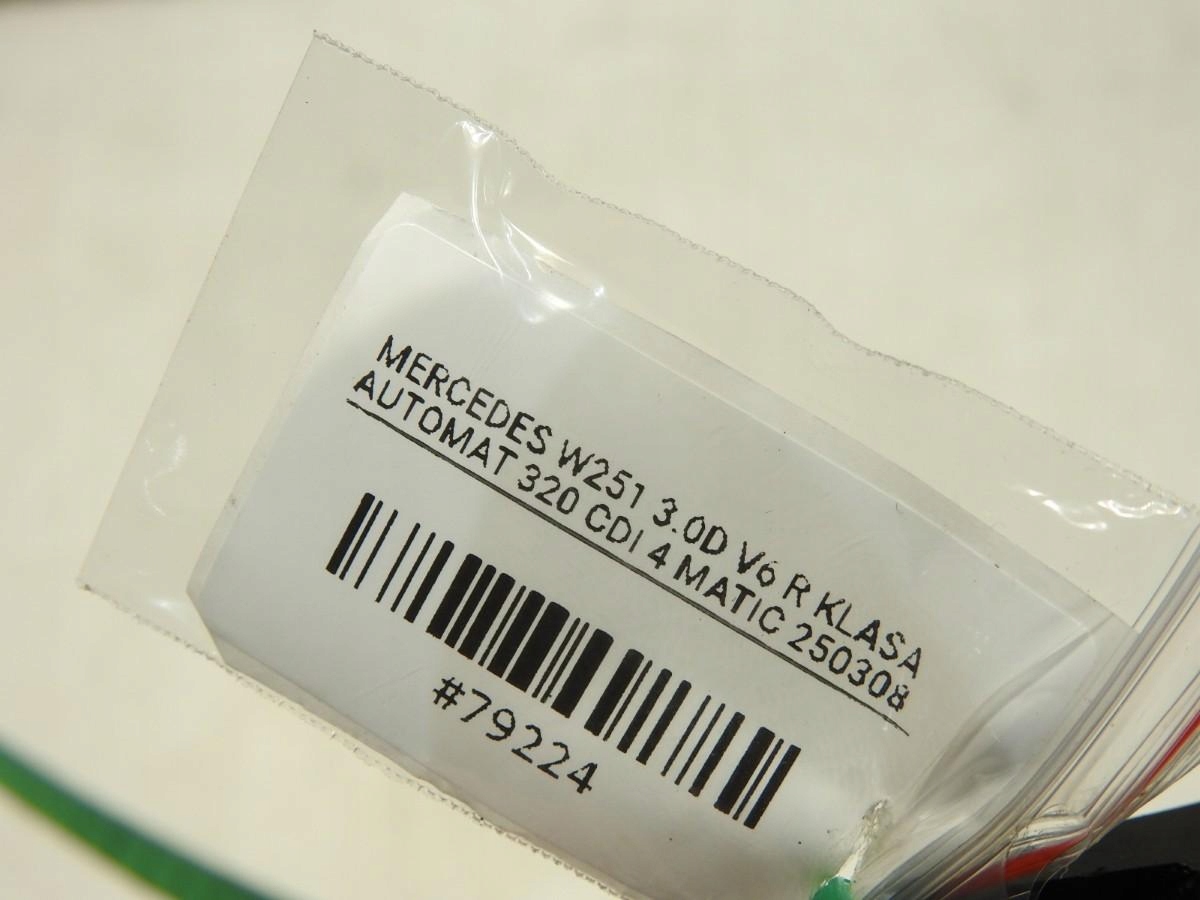 MERCEDES W251 3.0D V6 R KLASA
AUTOMAT 320 CDI 4 MATIC 250308
#79224